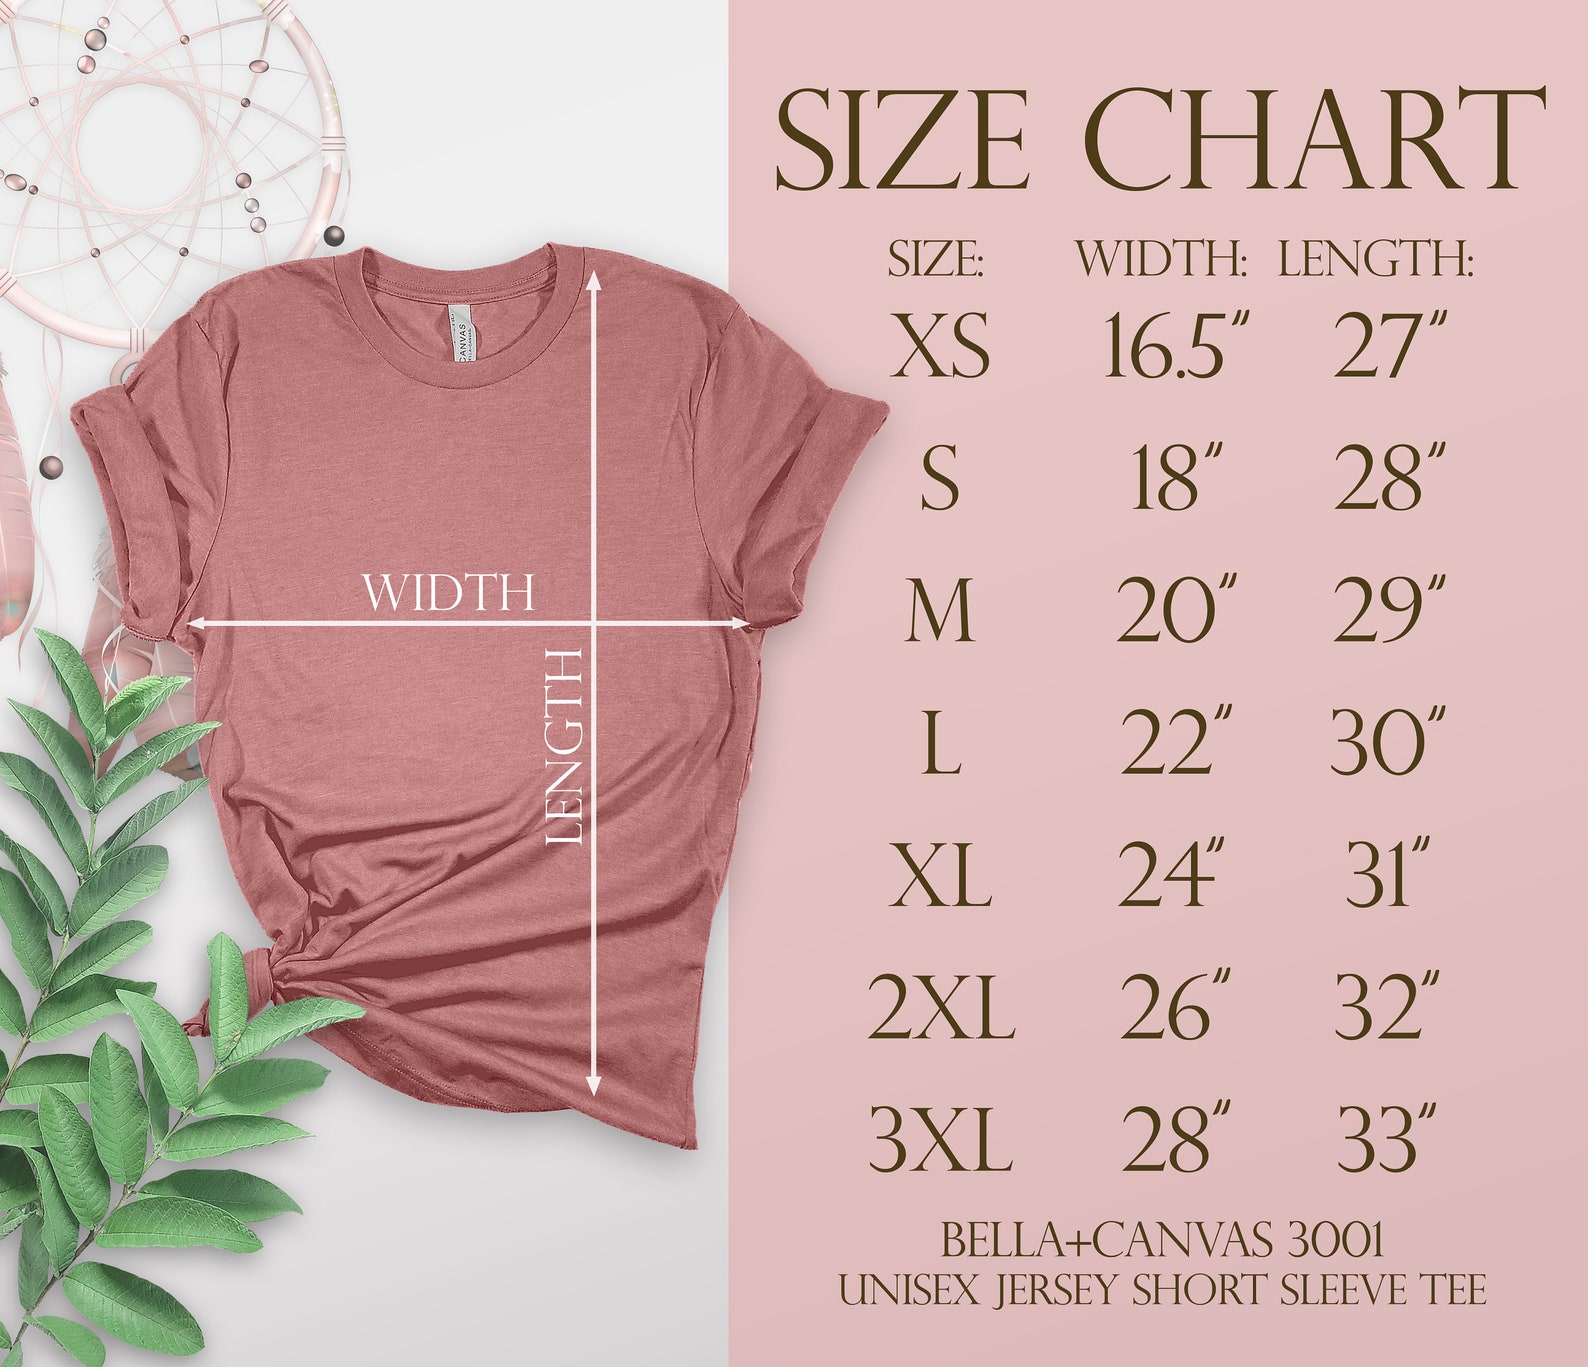 SIZE CHART
SIZE: WIDTH: LENGTH:
XS 16.5" 27"
S 18" 28"
M 20" 29"
L 22" 30"
XL 24" 31"
2XL 26" 32"
3XL 28" 33"
BELLA+CANVAS 3001
UNISEX JERSEY SHORT SLEEVE TEE
WIDTH
LENGTH
CANVAS